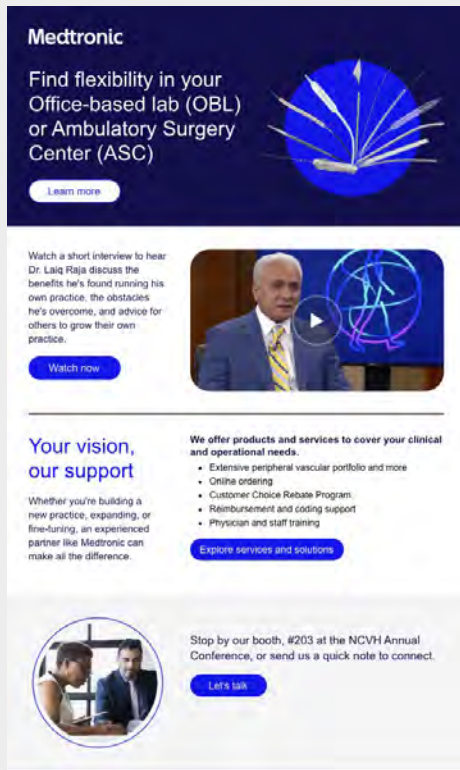 Medtronic
Find flexibility in your
Office-based lab (OBL)
or Ambulatory Surgery
Center (ASC)
Learn more
Watch a short interview to hear
Dr. Laiq Raja discuss the
benefits he's found running his
own practice, the obstacles
he's overcome, and advice for
others to grow their own
practice.
Watch now
Your vision,
our support
Whether you're building a
new practice, expanding, or
fine-tuning, an experienced
partner like Medtronic can
make all the difference.
We offer products and services to cover your clinical
and operational needs.
• Extensive peripheral vascular portfolio and more
• Online ordering
• Customer Choice Rebate Program
• Reimbursement and coding support
• Physician and staff training
Explore services and solutions
Stop by our booth, #203 at the NCVH Annual
Conference, or send us a quick note to connect.
Let's talk